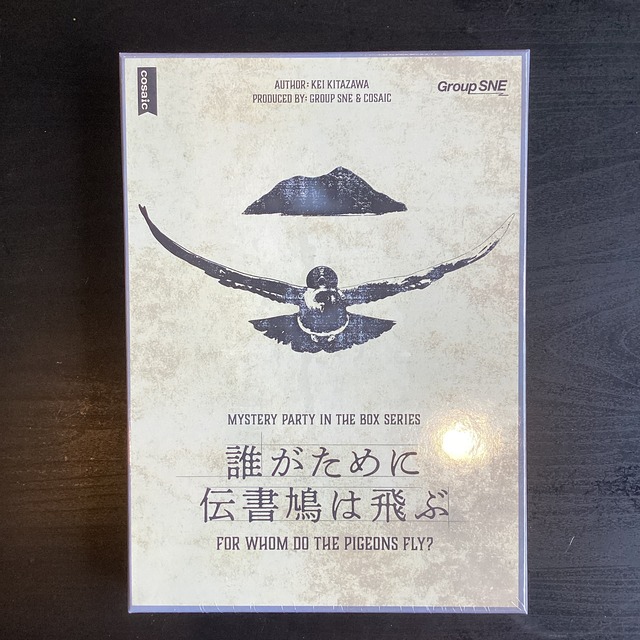 cosaic
AUTHOR: KEI KITAZAWA
PRODUCED BY: GROUP SNE & COSAIC
Group SNE
MYSTERY PARTY IN THE BOX SERIES
誰がために
伝書鳩は飛ぶ
FOR WHOM DO THE PIGEONS FLY?